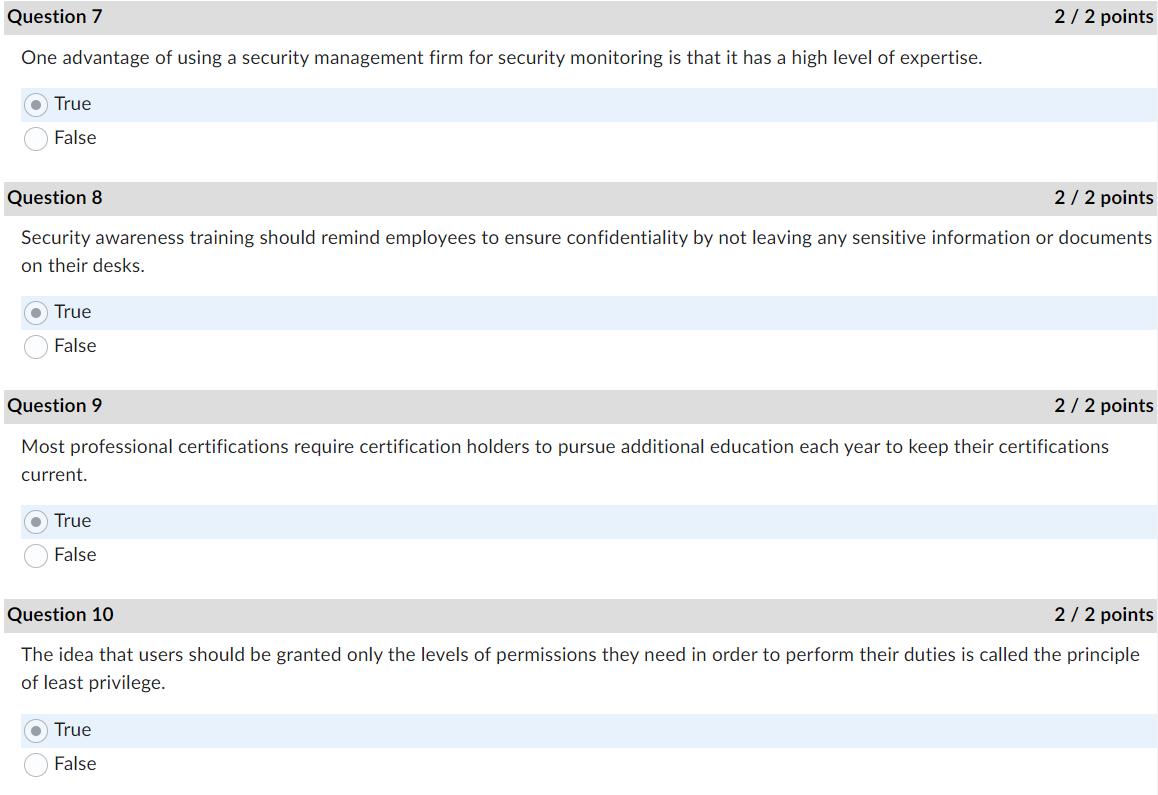 Question 7 2 / 2 points
One advantage of using a security management firm for security monitoring is that it has a high level of expertise.
True
False
Question 8 2 / 2 points
Security awareness training should remind employees to ensure confidentiality by not leaving any sensitive information or documents
on their desks.
True
False
Question 9 2 / 2 points
Most professional certifications require certification holders to pursue additional education each year to keep their certifications
current.
True
False
Question 10 2 / 2 points
The idea that users should be granted only the levels of permissions they need in order to perform their duties is called the principle
of least privilege.
True
False